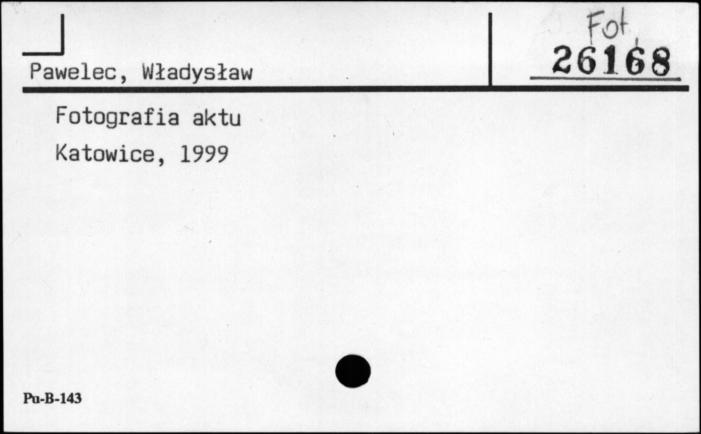 Fot.
26168
Pawelec, Władysław
Fotografia aktu
Katowice, 1999
Pu-B-143